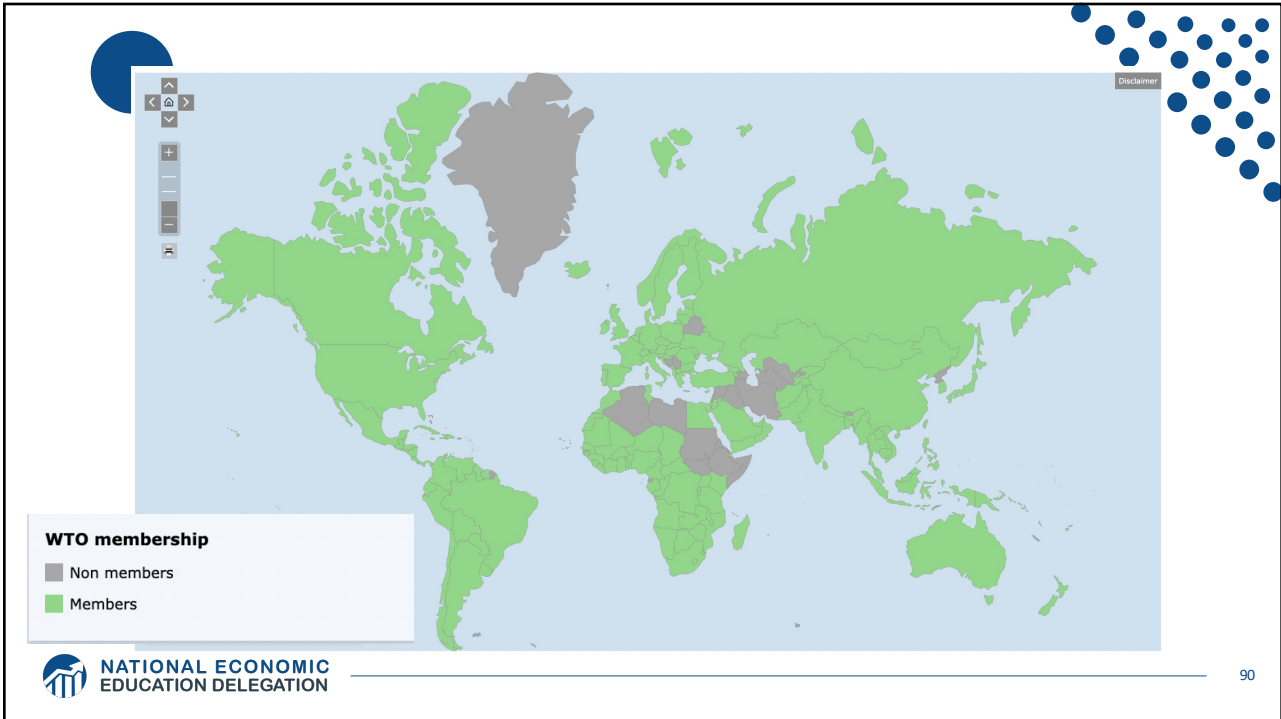 Disclaimer
WTO membership
Non members
Members
NATIONAL ECONOMIC
EDUCATION DELEGATION
90